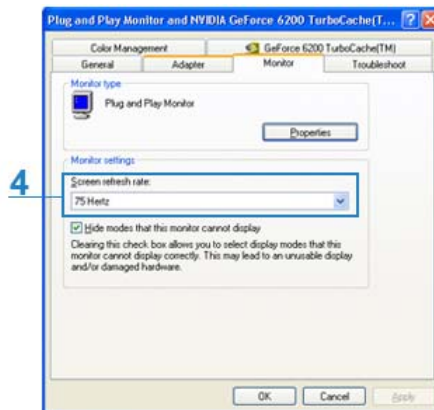 Plug and Play Monitor and NVIDIA GeForce 6200 TurboCache(T...
Color Management
GeForce 6200 TurboCache(TM)
General
Adapter
Monitor
Troubleshoot
Monitor type
Plug and Play Monitor
Properties
Monitor settings
4
Screen refresh rate:
75 Hertz
Hide modes that this monitor cannot display
Clearing this check box allows you to select display modes that this
monitor cannot display correctly. This may lead to an unusable display
and/or damaged hardware.
OK
Cancel
Apply